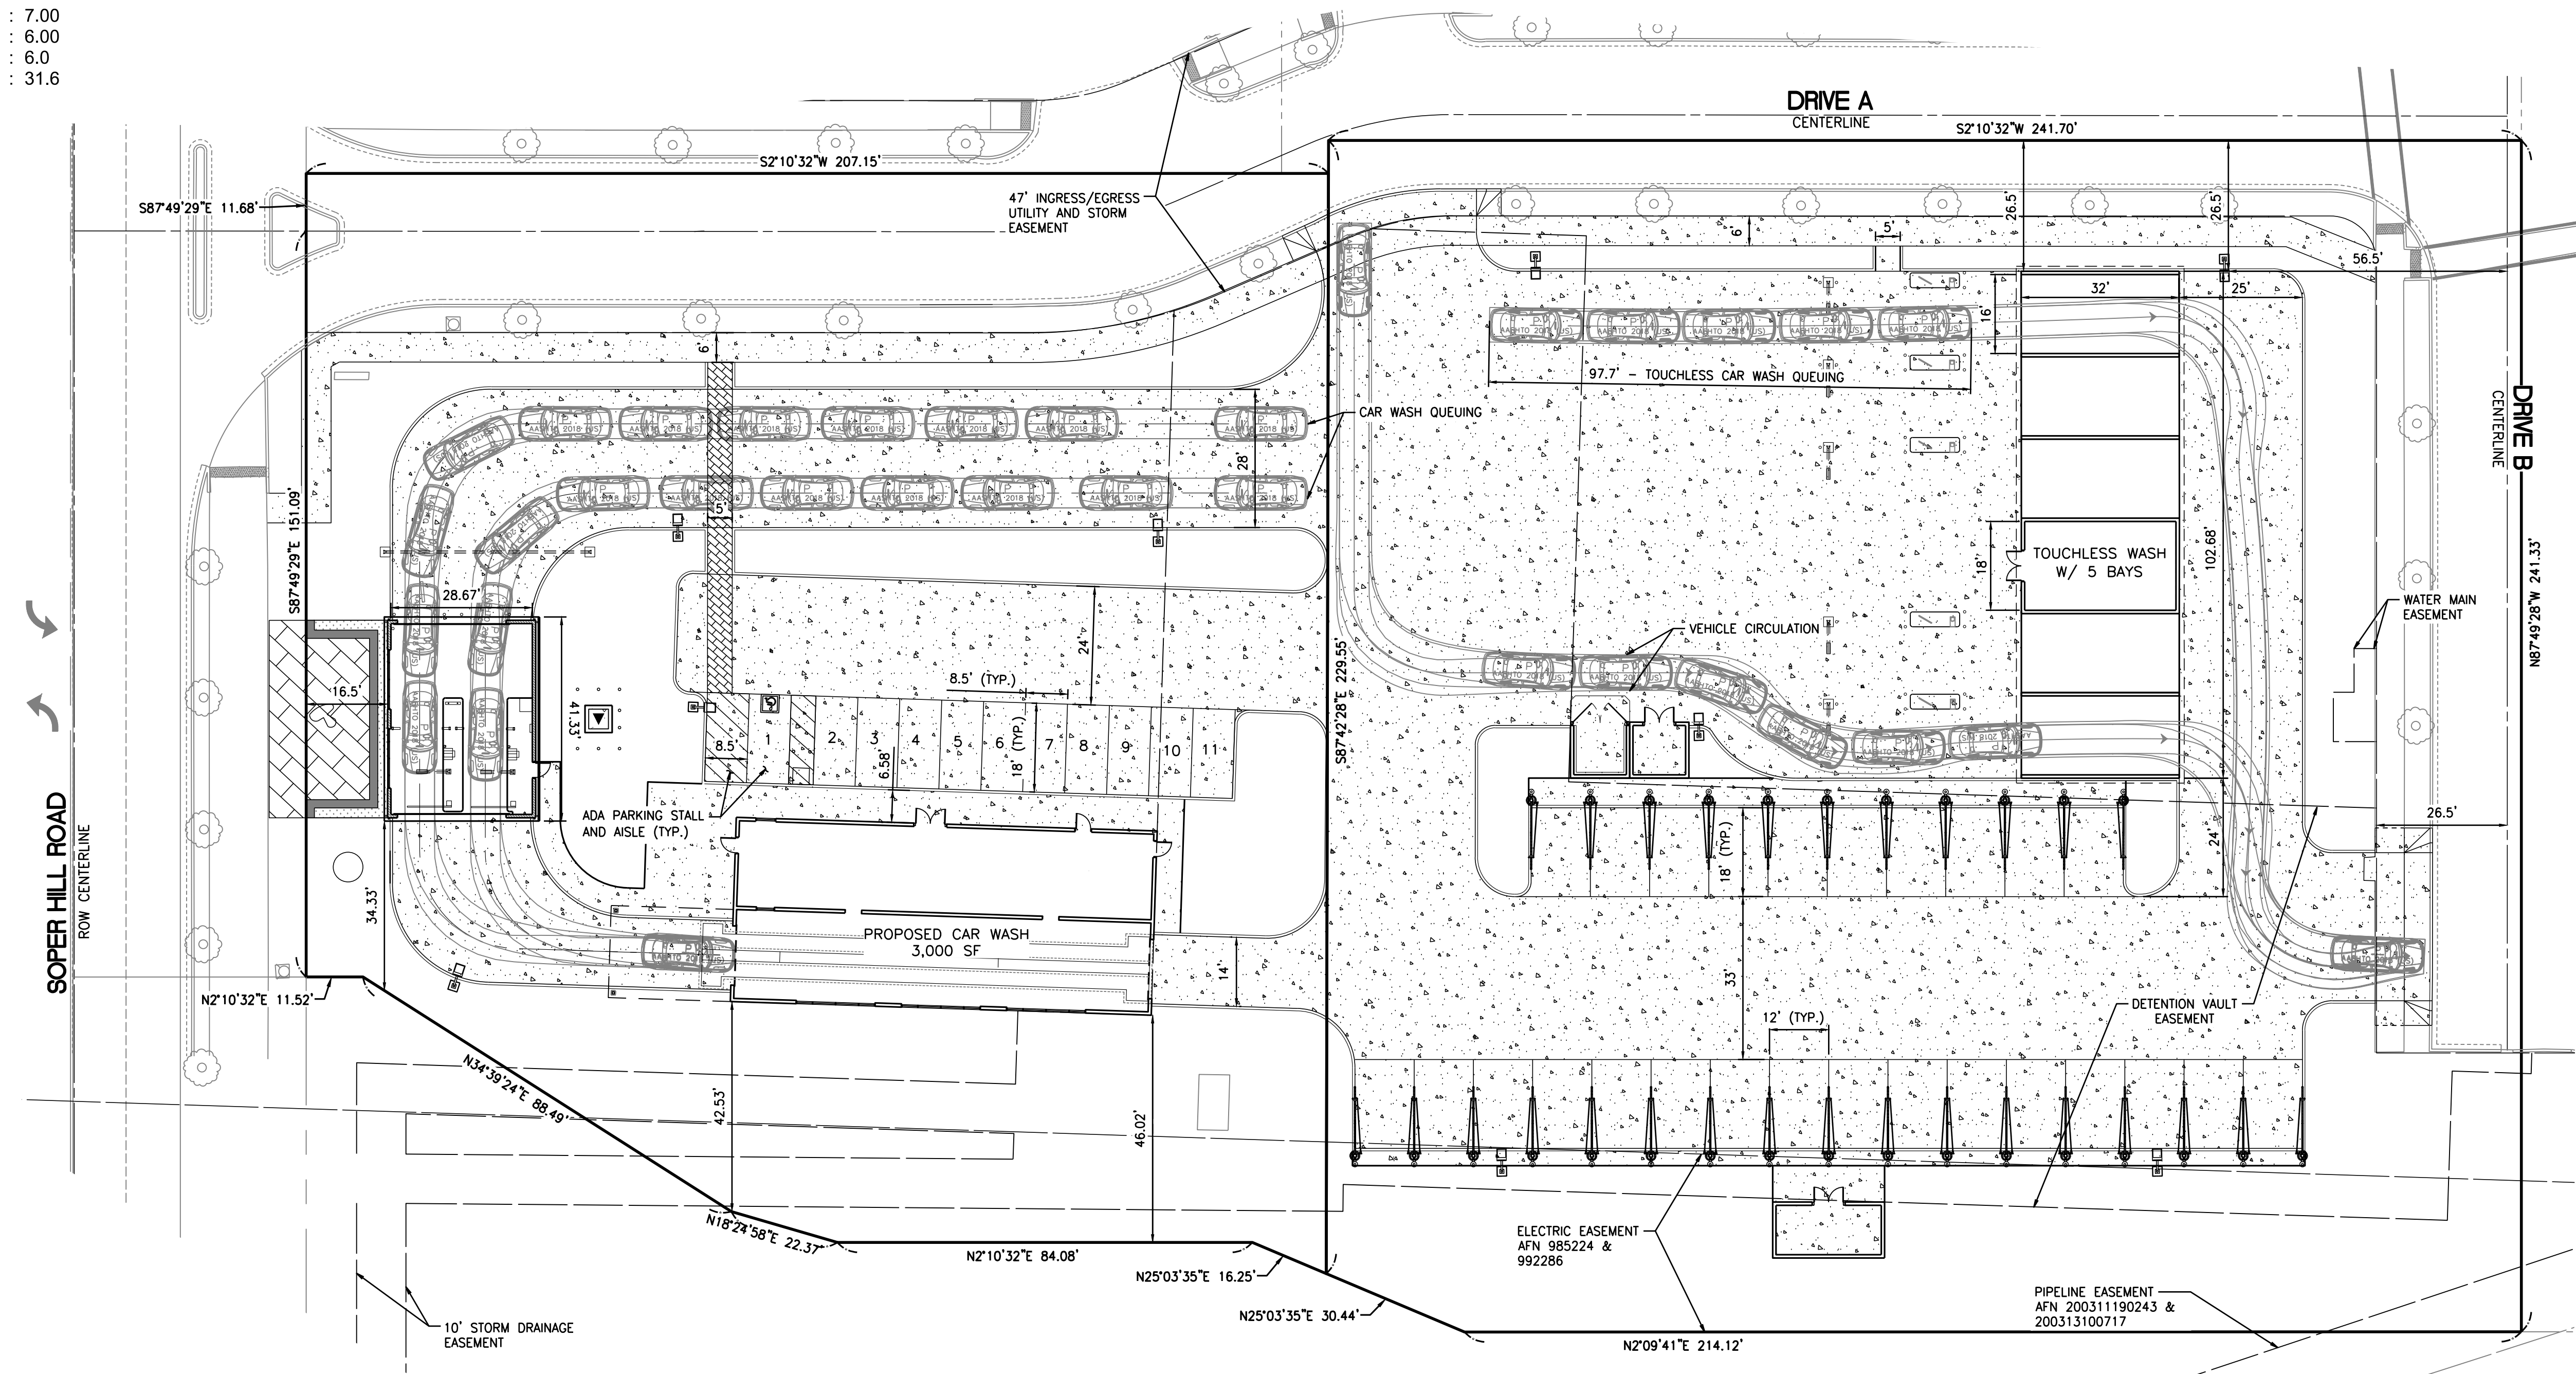 : 7.00
: 6.00
: 6.0
: 31.6
DRIVE A
CENTERLINE
S2°10'32"W 241.70'
S2°10'32"W 207.15'
S87°49'29"E 11.68'
47' INGRESS/EGRESS
UTILITY AND STORM
EASEMENT
26.5'
26.5'
6'
5'
56.5'
32'
25'
16'
6'
97.7' - TOUCHLESS CAR WASH QUEUING
CAR WASH QUEUING
28'
5'
DRIVE B
CENTERLINE
S87°49'29"E 151.09'
TOUCHLESS WASH
W/ 5 BAYS
18'
102.68'
N87°49'28"W 241.33'
28.67'
WATER MAIN
EASEMENT
24'
VEHICLE CIRCULATION
S87°42'28"E 229.55'
8.5' (TYP.)
16.5'
41.33'
8.5'
1
2
3
4
5
6
7
8
9
10
11
18' (TYP.)
6.58'
ADA PARKING STALL
AND AISLE (TYP.)
SOPER HILL ROAD
ROW CENTERLINE
34.33'
26.5'
18' (TYP.)
24'
PROPOSED CAR WASH
3,000 SF
14'
33'
N2°10'32"E 11.52'
DETENTION VAULT
EASEMENT
12' (TYP.)
N34°39'24"E 88.49'
42.53'
46.02'
N18°24'58"E 22.37'
N2°10'32"E 84.08'
N25°03'35"E 16.25'
N25°03'35"E 30.44'
ELECTRIC EASEMENT
AFN 985224 &
992286
PIPELINE EASEMENT
AFN 200311190243 &
200313100717
10' STORM DRAINAGE
EASEMENT
N2°09'41"E 214.12'